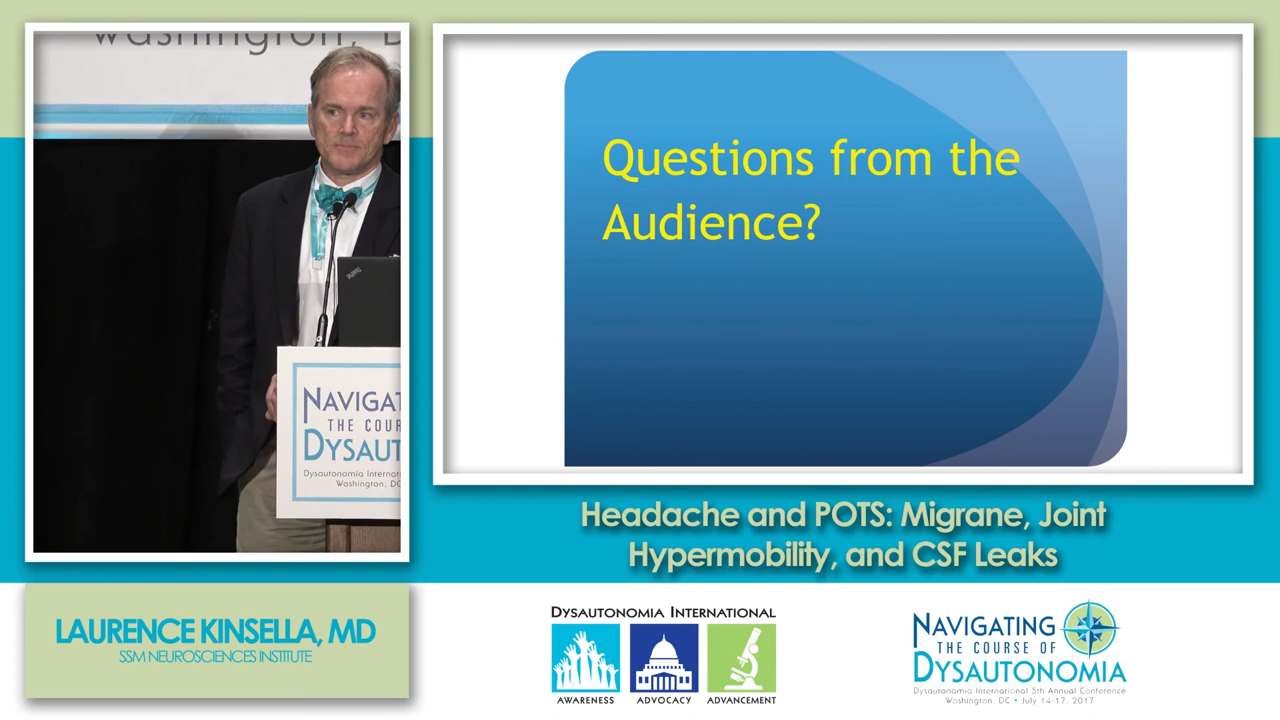 washington, D
NAVIGAT
THE COUR
DYSAUT
Dysautonomia Internat
Washington, DC
Questions from the
Audience?
Headache and POTS: Migrane, Joint
Hypermobility, and CSF Leaks
LAURENCE KINSELLA, MD
SSM NEUROSCIENCES INSTITUTE
DYSAUTONOMIA INTERNATIONAL
AWARENESS ADVOCACY ADVANCEMENT
NAVIGATING
THE COURSE OF
DYSAUTONOMIA
Dysautonomia International 5th Annual Conference
Washington, DC • July 14-17, 2017